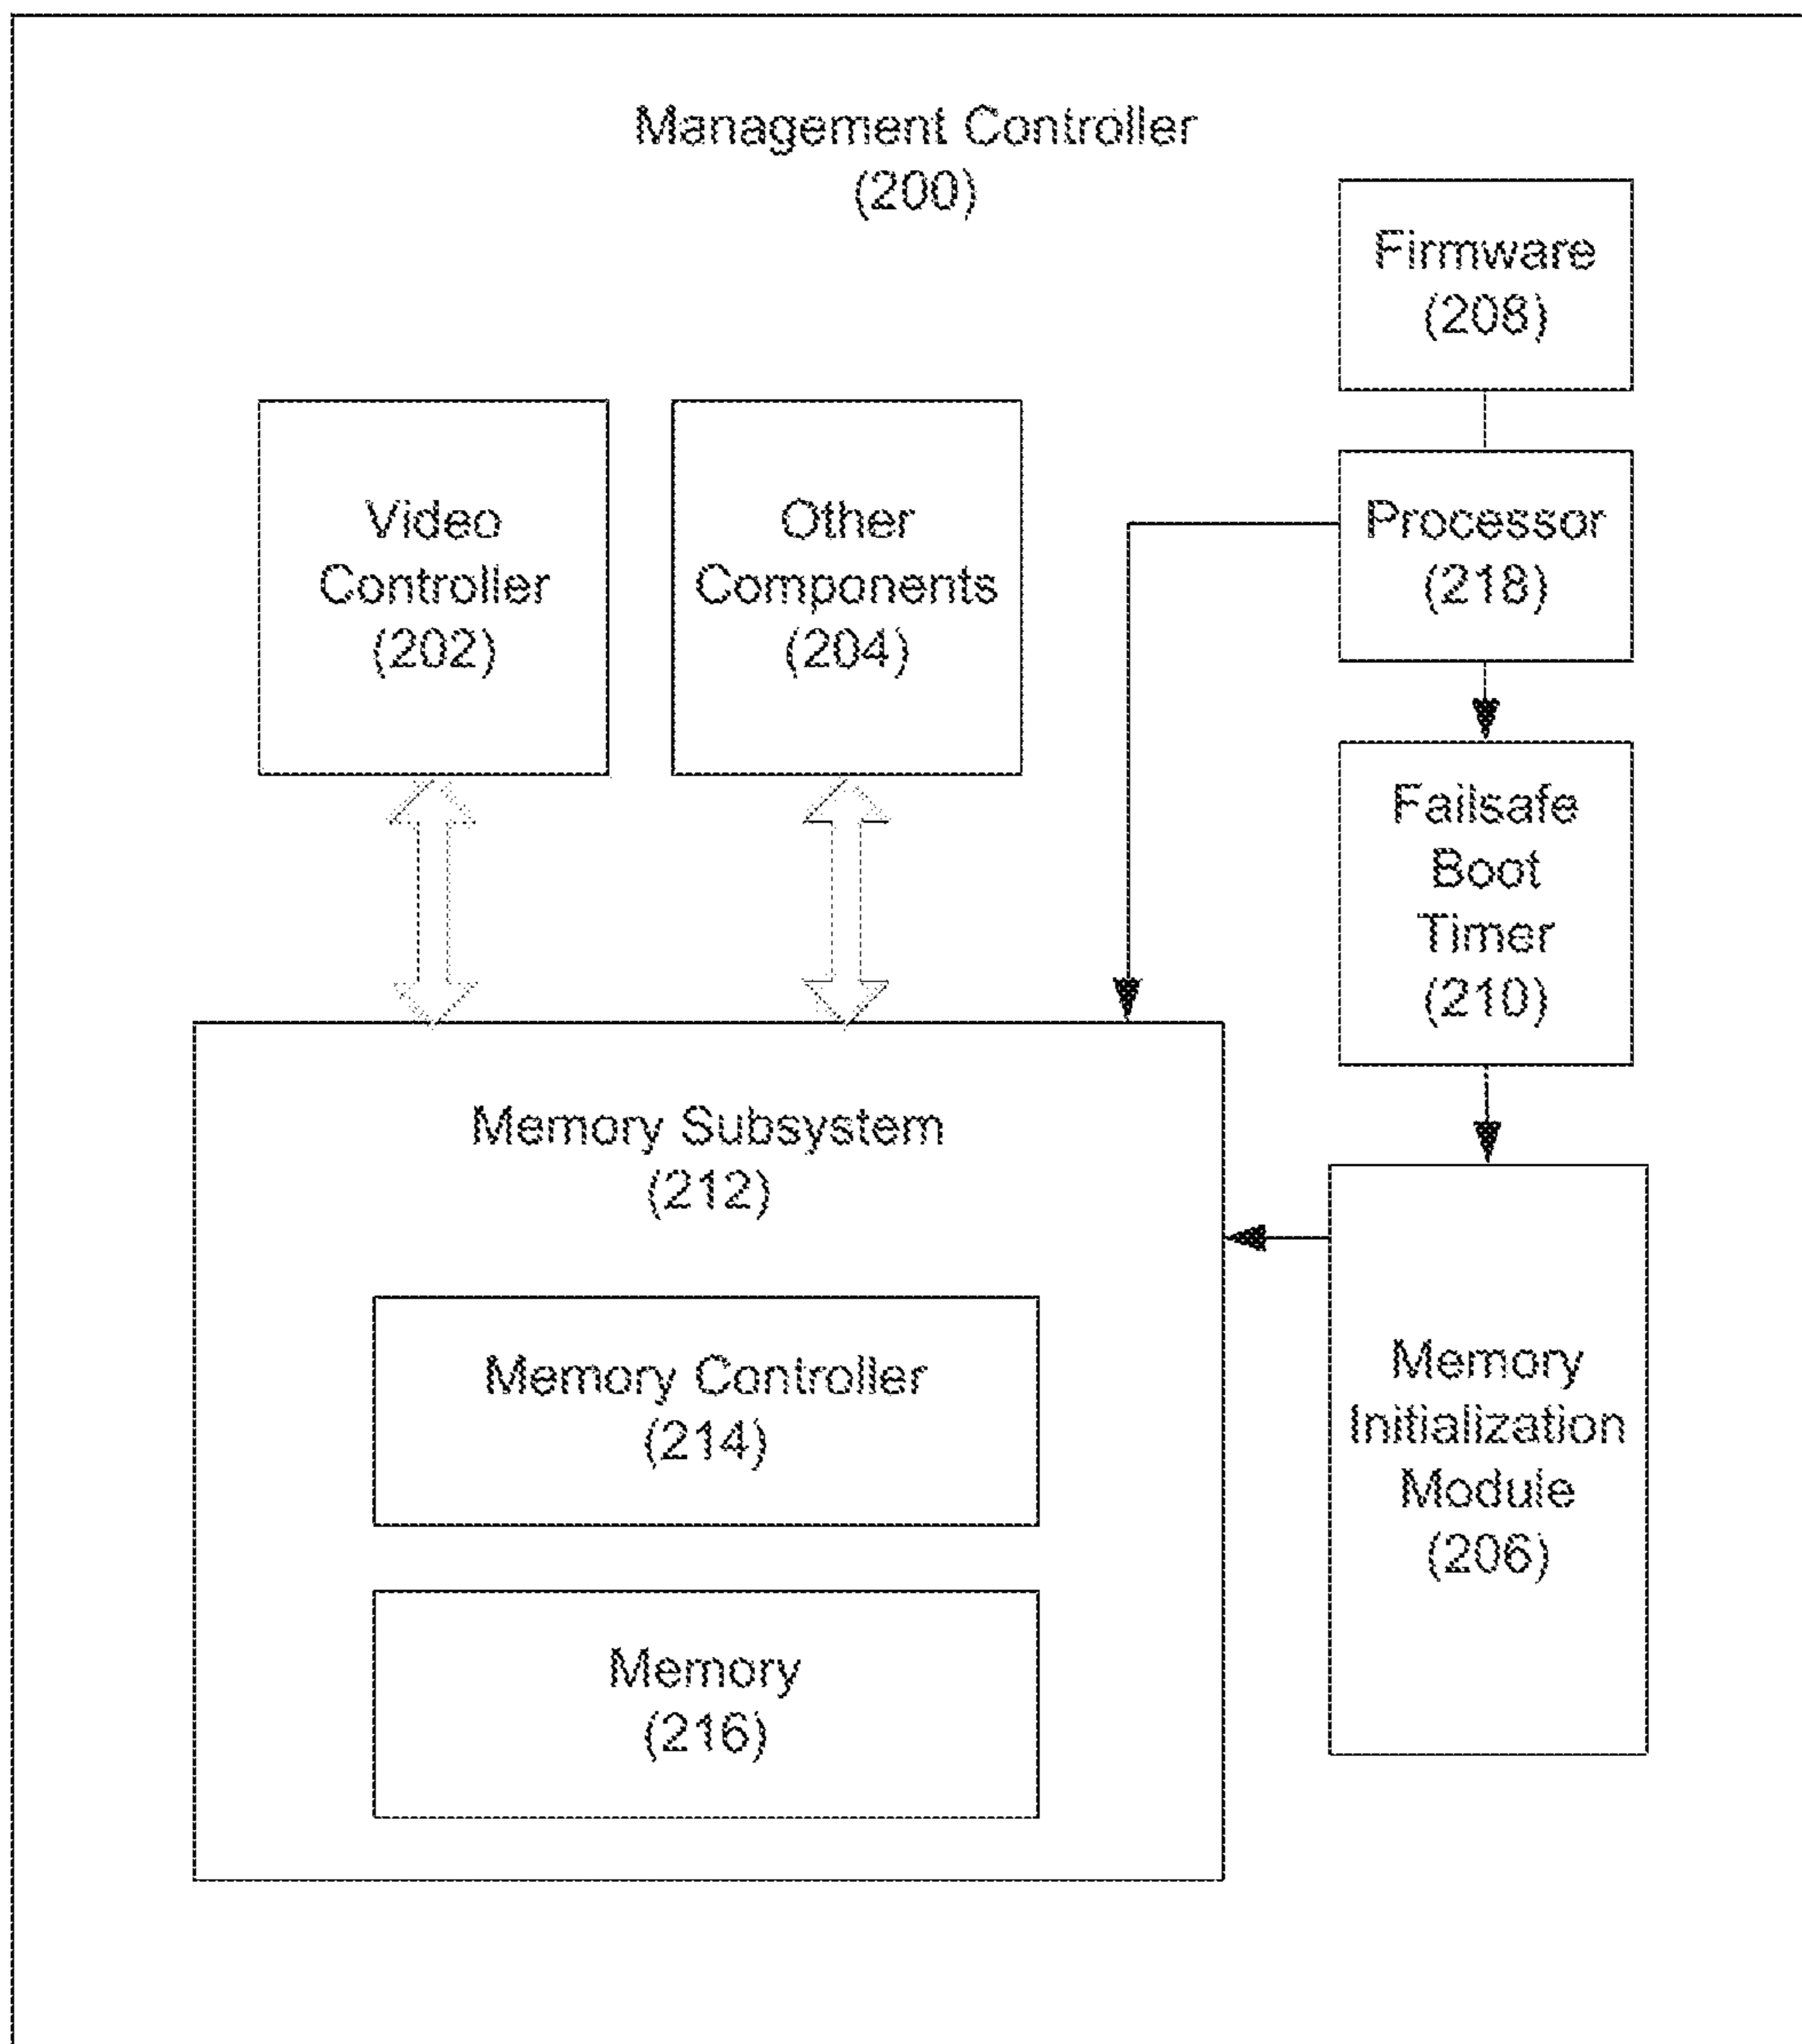 Management Controller
(200)
Firmware
(208)
Video
Controller
(202)
Other
Components
(204)
Processor
(218)
Failsafe
Boot
Timer
(210)
Memory Subsystem
(212)
Memory Controller
(214)
Memory
(216)
Memory
Initialization
Module
(206)